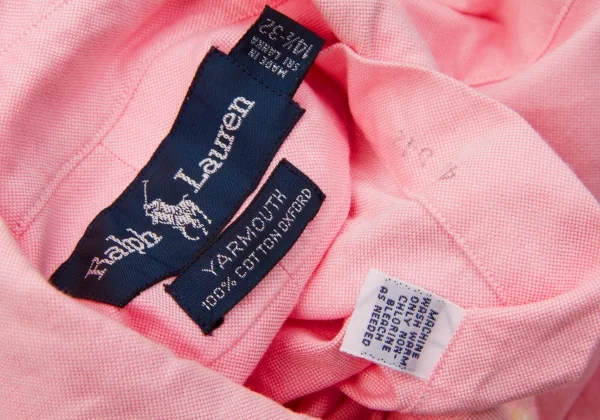 14½-32
MADE IN
SRI LANKA
Ralph Lauren
YARMOUTH
100% COTTON OXFORD
MACHINE
WASH WARM
ONLY NON-
CHLORINE
BLEACH
AS NEEDED